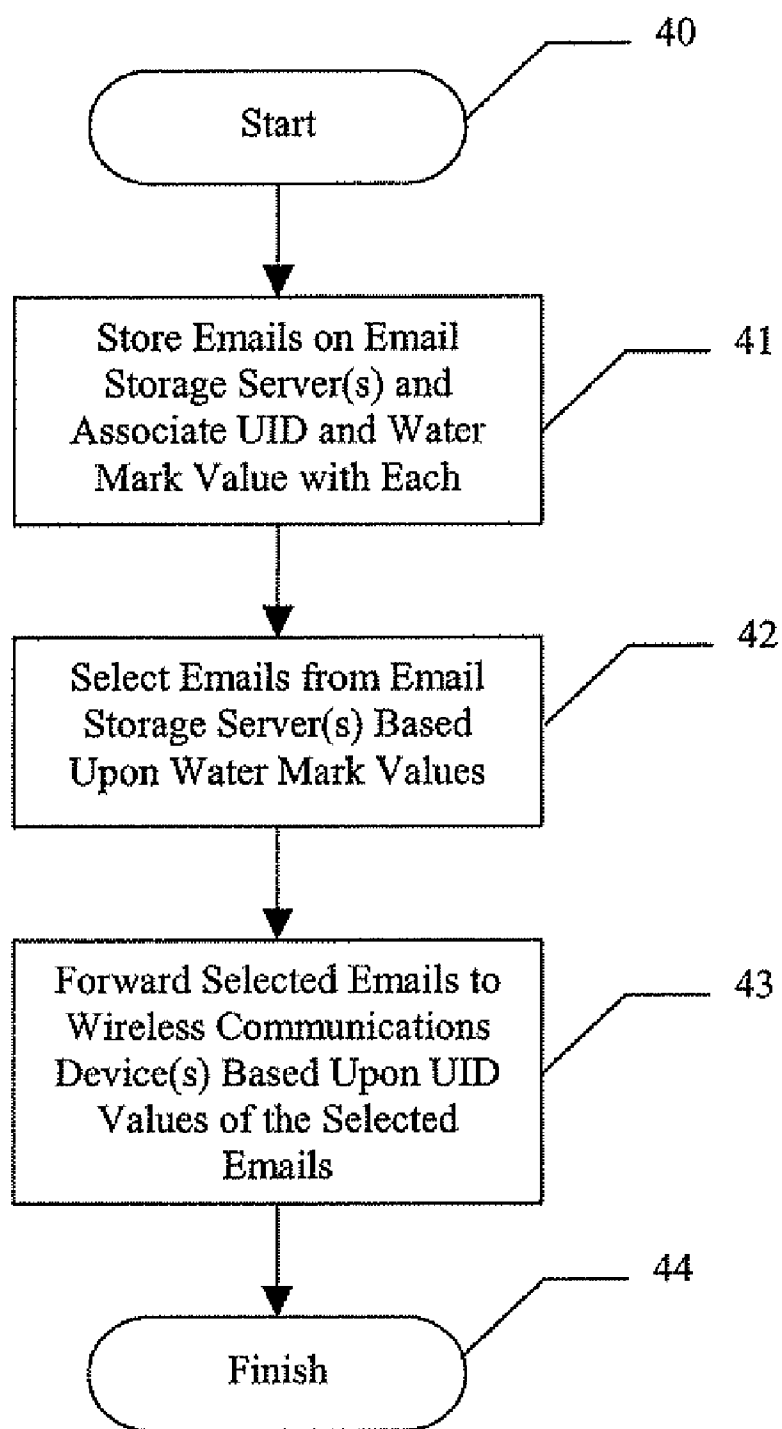 40
Start
Store Emails on Email
Storage Server(s) and
Associate UID and Water
Mark Value with Each
41
Select Emails from Email
Storage Server(s) Based
Upon Water Mark Values
42
Forward Selected Emails to
Wireless Communications
Device(s) Based Upon UID
Values of the Selected
Emails
43
44
Finish